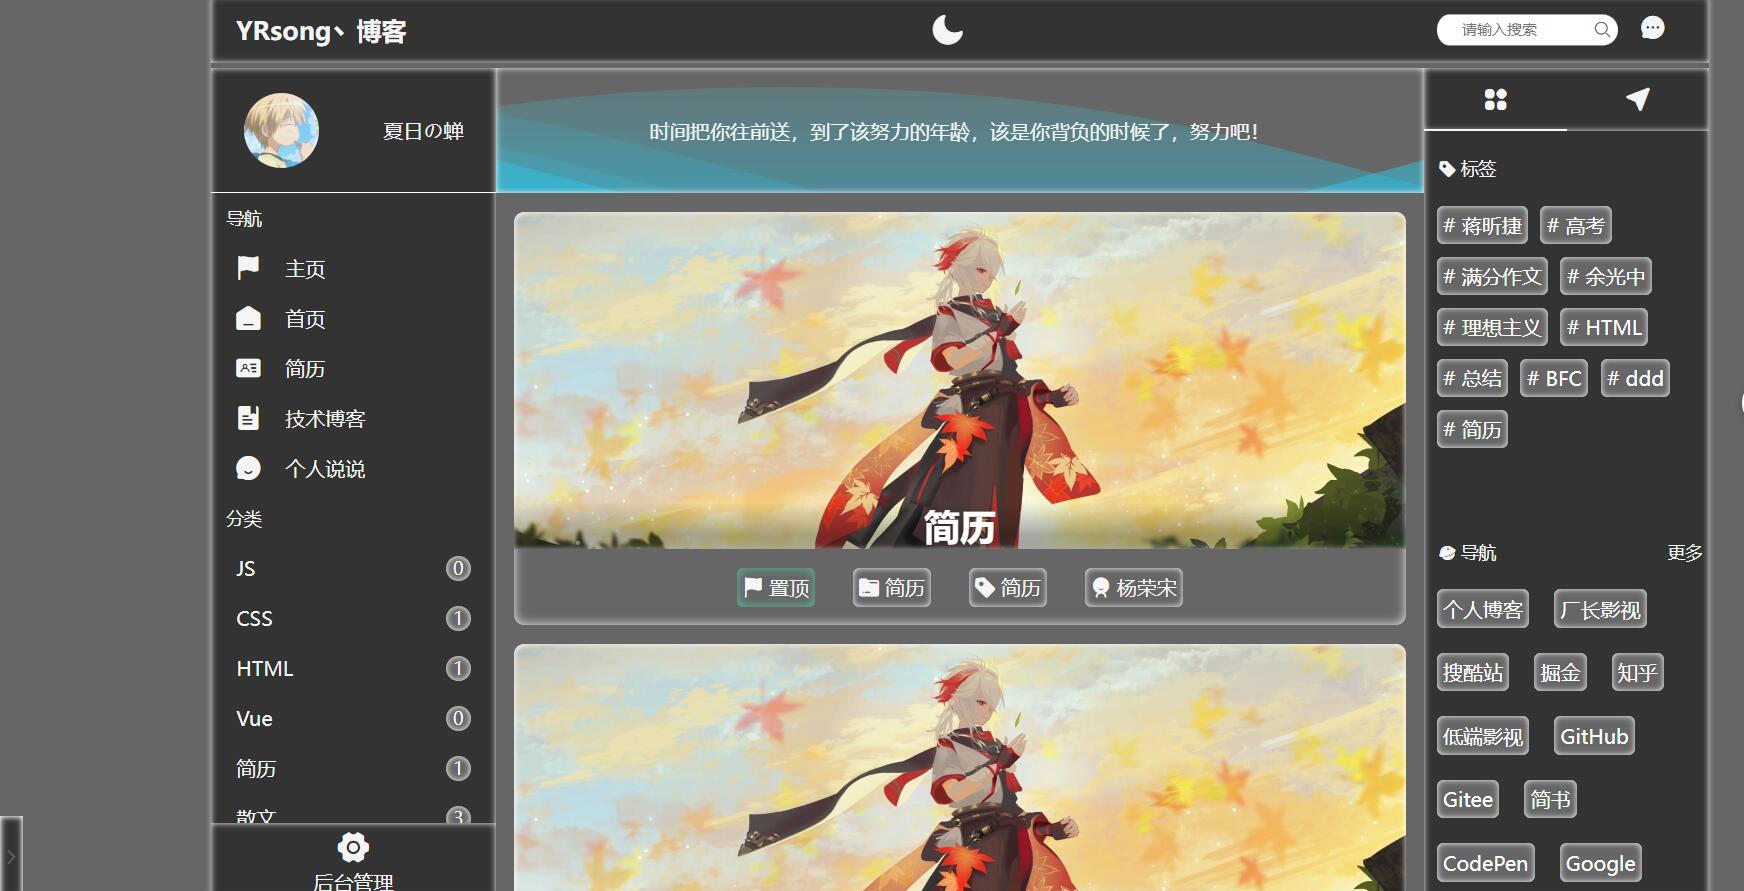 YRsong丶 博客
请输入搜索
夏日の蝉
时间把你往前送，到了该努力的年龄，该是你背负的时候了，努力吧！
导航
主页
首页
简历
技术博客
个人说说
分类
JS 0
CSS 1
HTML 1
Vue 0
简历 1
散文 3
后台管理
简历
置顶 简历 简历 杨荣宋
标签
# 蒋昕捷 # 高考
# 满分作文 # 余光中
# 理想主义 # HTML
# 总结 # BFC # ddd
# 简历
导航 更多
个人博客 厂长影视
搜酷站 掘金 知乎
低端影视 GitHub
Gitee 简书
CodePen Google